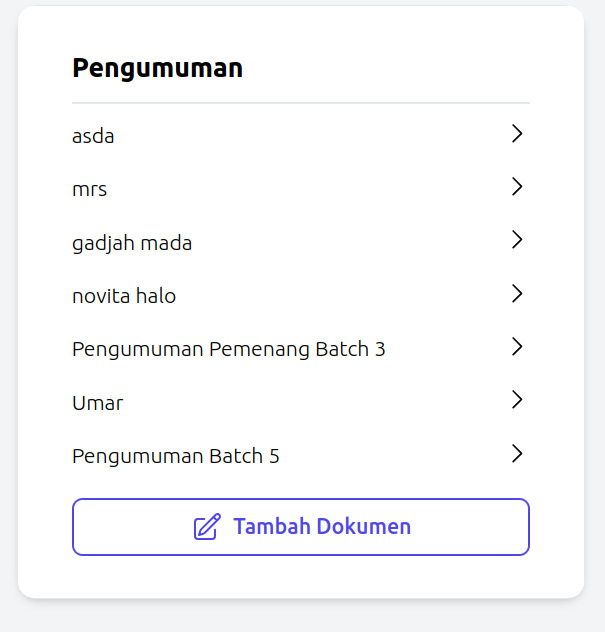 Pengumuman
asda
mrs
gadjah mada
novita halo
Pengumuman Pemenang Batch 3
Umar
Pengumuman Batch 5
Tambah Dokumen